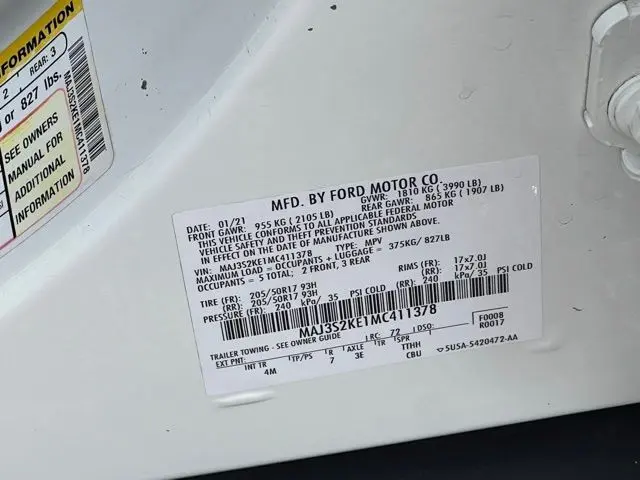 INFORMATION
2 REAR: 3
or 827 lbs.
SEE OWNERS
MANUAL FOR
ADDITIONAL
INFORMATION
MAJ3S2KE1MC411378
MFD. BY FORD MOTOR CO.
DATE: 01/21 GVWR: 1810 KG (3990 LB)
FRONT GAWR: 955 KG (2105 LB) REAR GAWR: 865 KG (1907 LB)
THIS VEHICLE CONFORMS TO ALL APPLICABLE FEDERAL MOTOR
VEHICLE SAFETY AND THEFT PREVENTION STANDARDS
IN EFFECT ON THE DATE OF MANUFACTURE SHOWN ABOVE.
VIN: MAJ3S2KE1MC411378 TYPE: MPV
MAXIMUM LOAD = OCCUPANTS + LUGGAGE = 375KG/ 827LB
OCCUPANTS = 5 TOTAL; 2 FRONT, 3 REAR
TIRE (FR): 205/50R17 93H RIMS (FR): 17x7.0J
(RR): 205/50R17 93H (RR): 17x7.0J
PRESSURE (FR): 240 kPa/ 35 PSI COLD (RR): 240 kPa/ 35 PSI COLD
MAJ3S2KE1MC411378
F0008
R0017
TRAILER TOWING - SEE OWNER GUIDE RC: 72 DSO:
EXT PNT: INT TR TP/PS R AXLE TR SPR
4M 7 3E TTHH
CBU
SU5A-5420472-AA